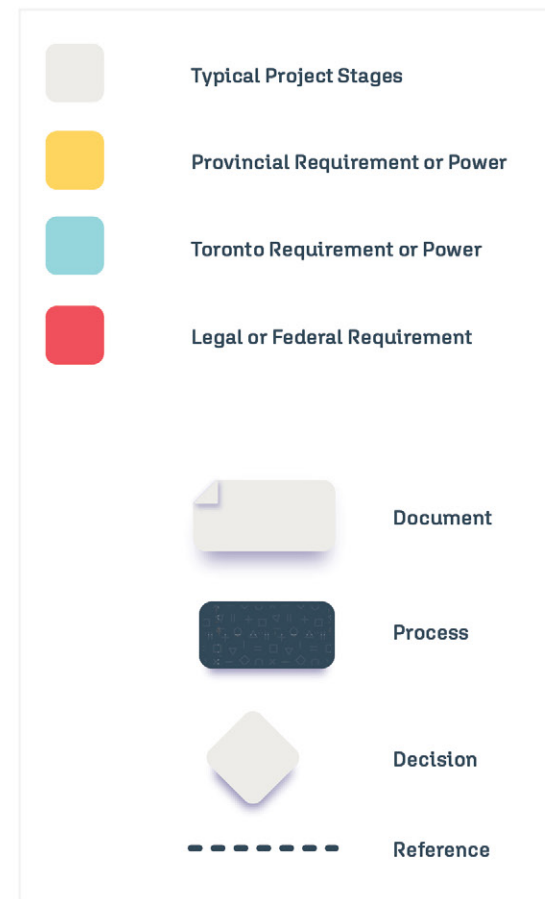 Typical Project Stages
Provincial Requirement or Power
Toronto Requirement or Power
Legal or Federal Requirement
Document
Process
Decision
Reference